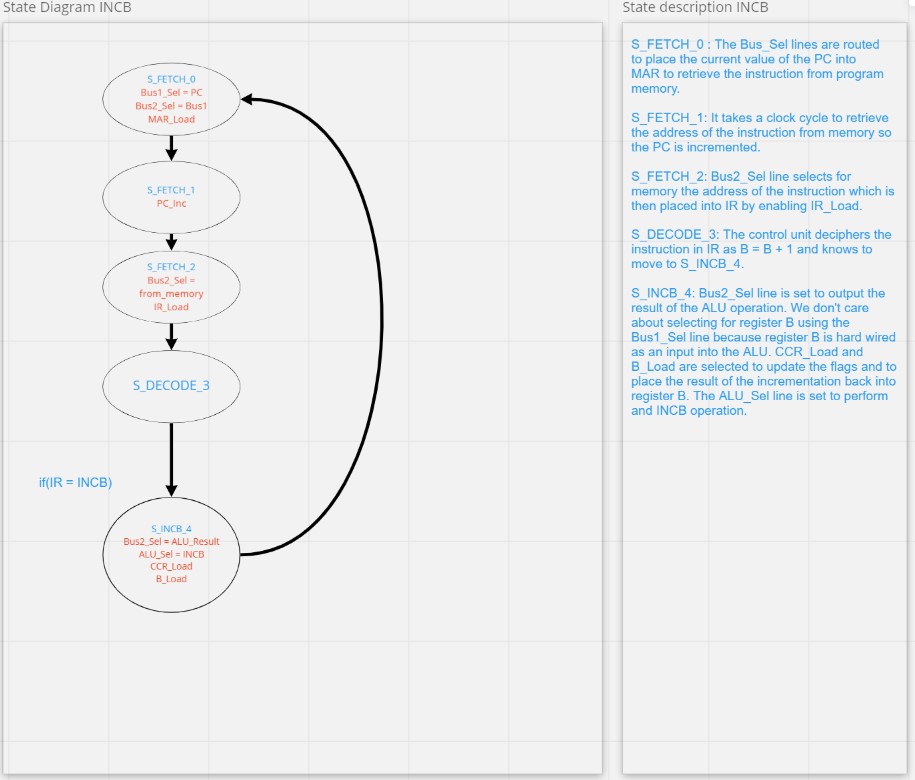 State Diagram INCB
S_FETCH_0
Bus1_Sel = PC
Bus2_Sel = Bus1
MAR_Load
S_FETCH_1
PC_Inc
S_FETCH_2
Bus2_Sel =
from_memory
IR_Load
S_DECODE_3
if(IR = INCB)
S_INCB_4
Bus2_Sel = ALU_Result
ALU_Sel = INCB
CCR_Load
B_Load
State description INCB
S_FETCH_0 : The Bus_Sel lines are routed
to place the current value of the PC into
MAR to retrieve the instruction from program
memory.
S_FETCH_1: It takes a clock cycle to retrieve
the address of the instruction from memory so
the PC is incremented.
S_FETCH_2: Bus2_Sel line selects for
memory the address of the instruction which is
then placed into IR by enabling IR_Load.
S_DECODE_3: The control unit deciphers the
instruction in IR as B = B + 1 and knows to
move to S_INCB_4.
S_INCB_4: Bus2_Sel line is set to output the
result of the ALU operation. We don't care
about selecting for register B using the
Bus1_Sel line because register B is hard wired
as an input into the ALU. CCR_Load and
B_Load are selected to update the flags and to
place the result of the incrementation back into
register B. The ALU_Sel line is set to perform
and INCB operation.